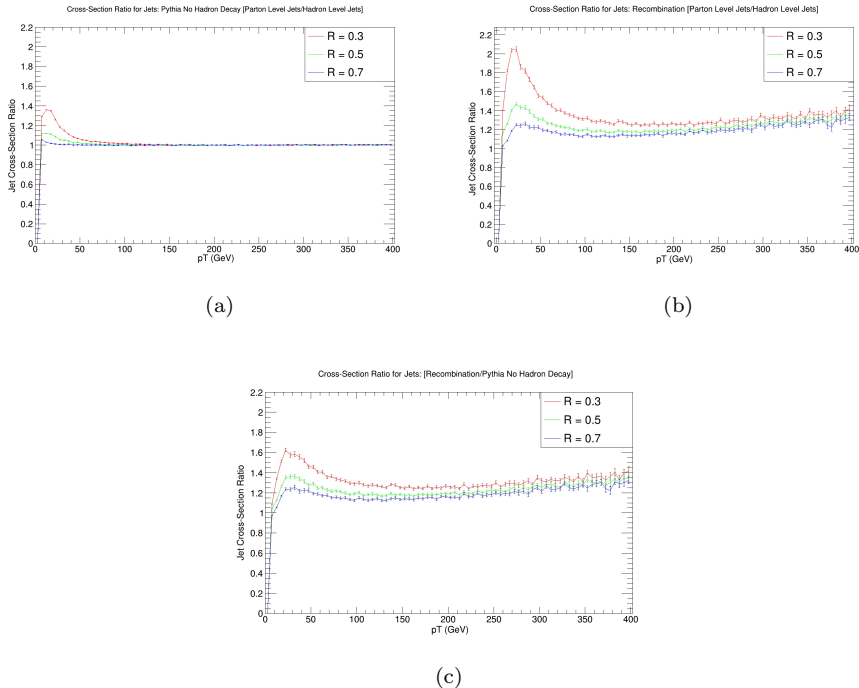 Cross-Section Ratio for Jets: Pythia No Hadron Decay [Parton Level Jets/Hadron Level Jets]
2.2
2
1.8
1.6
1.4
1.2
1
0.8
0.6
0.4
0.2
0
Jet Cross-Section Ratio
R = 0.3
R = 0.5
R = 0.7
0 50 100 150 200 250 300 350 400
pT (GeV)
(a)
Cross-Section Ratio for Jets: Recombination [Parton Level Jets/Hadron Level Jets]
2.2
2
1.8
1.6
1.4
1.2
1
0.8
0.6
0.4
0.2
0
Jet Cross-Section Ratio
R = 0.3
R = 0.5
R = 0.7
0 50 100 150 200 250 300 350 400
pT (GeV)
(b)
Cross-Section Ratio for Jets: [Recombination/Pythia No Hadron Decay]
2.2
2
1.8
1.6
1.4
1.2
1
0.8
0.6
0.4
0.2
0
Jet Cross-Section Ratio
R = 0.3
R = 0.5
R = 0.7
0 50 100 150 200 250 300 350 400
pT (GeV)
(c)